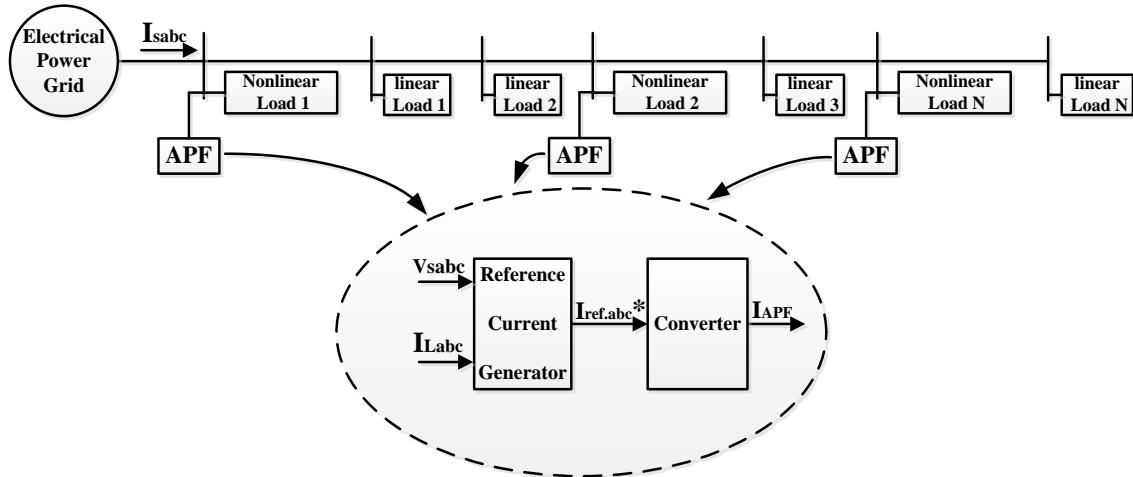 Electrical
Power
Grid
Isabc
Nonlinear
Load 1
linear
Load 1
linear
Load 2
Nonlinear
Load 2
linear
Load 3
Nonlinear
Load N
linear
Load N
APF
APF
APF
Vsabc
ILabc
Reference
Current
Generator
Iref.abc*
Converter
IAPF